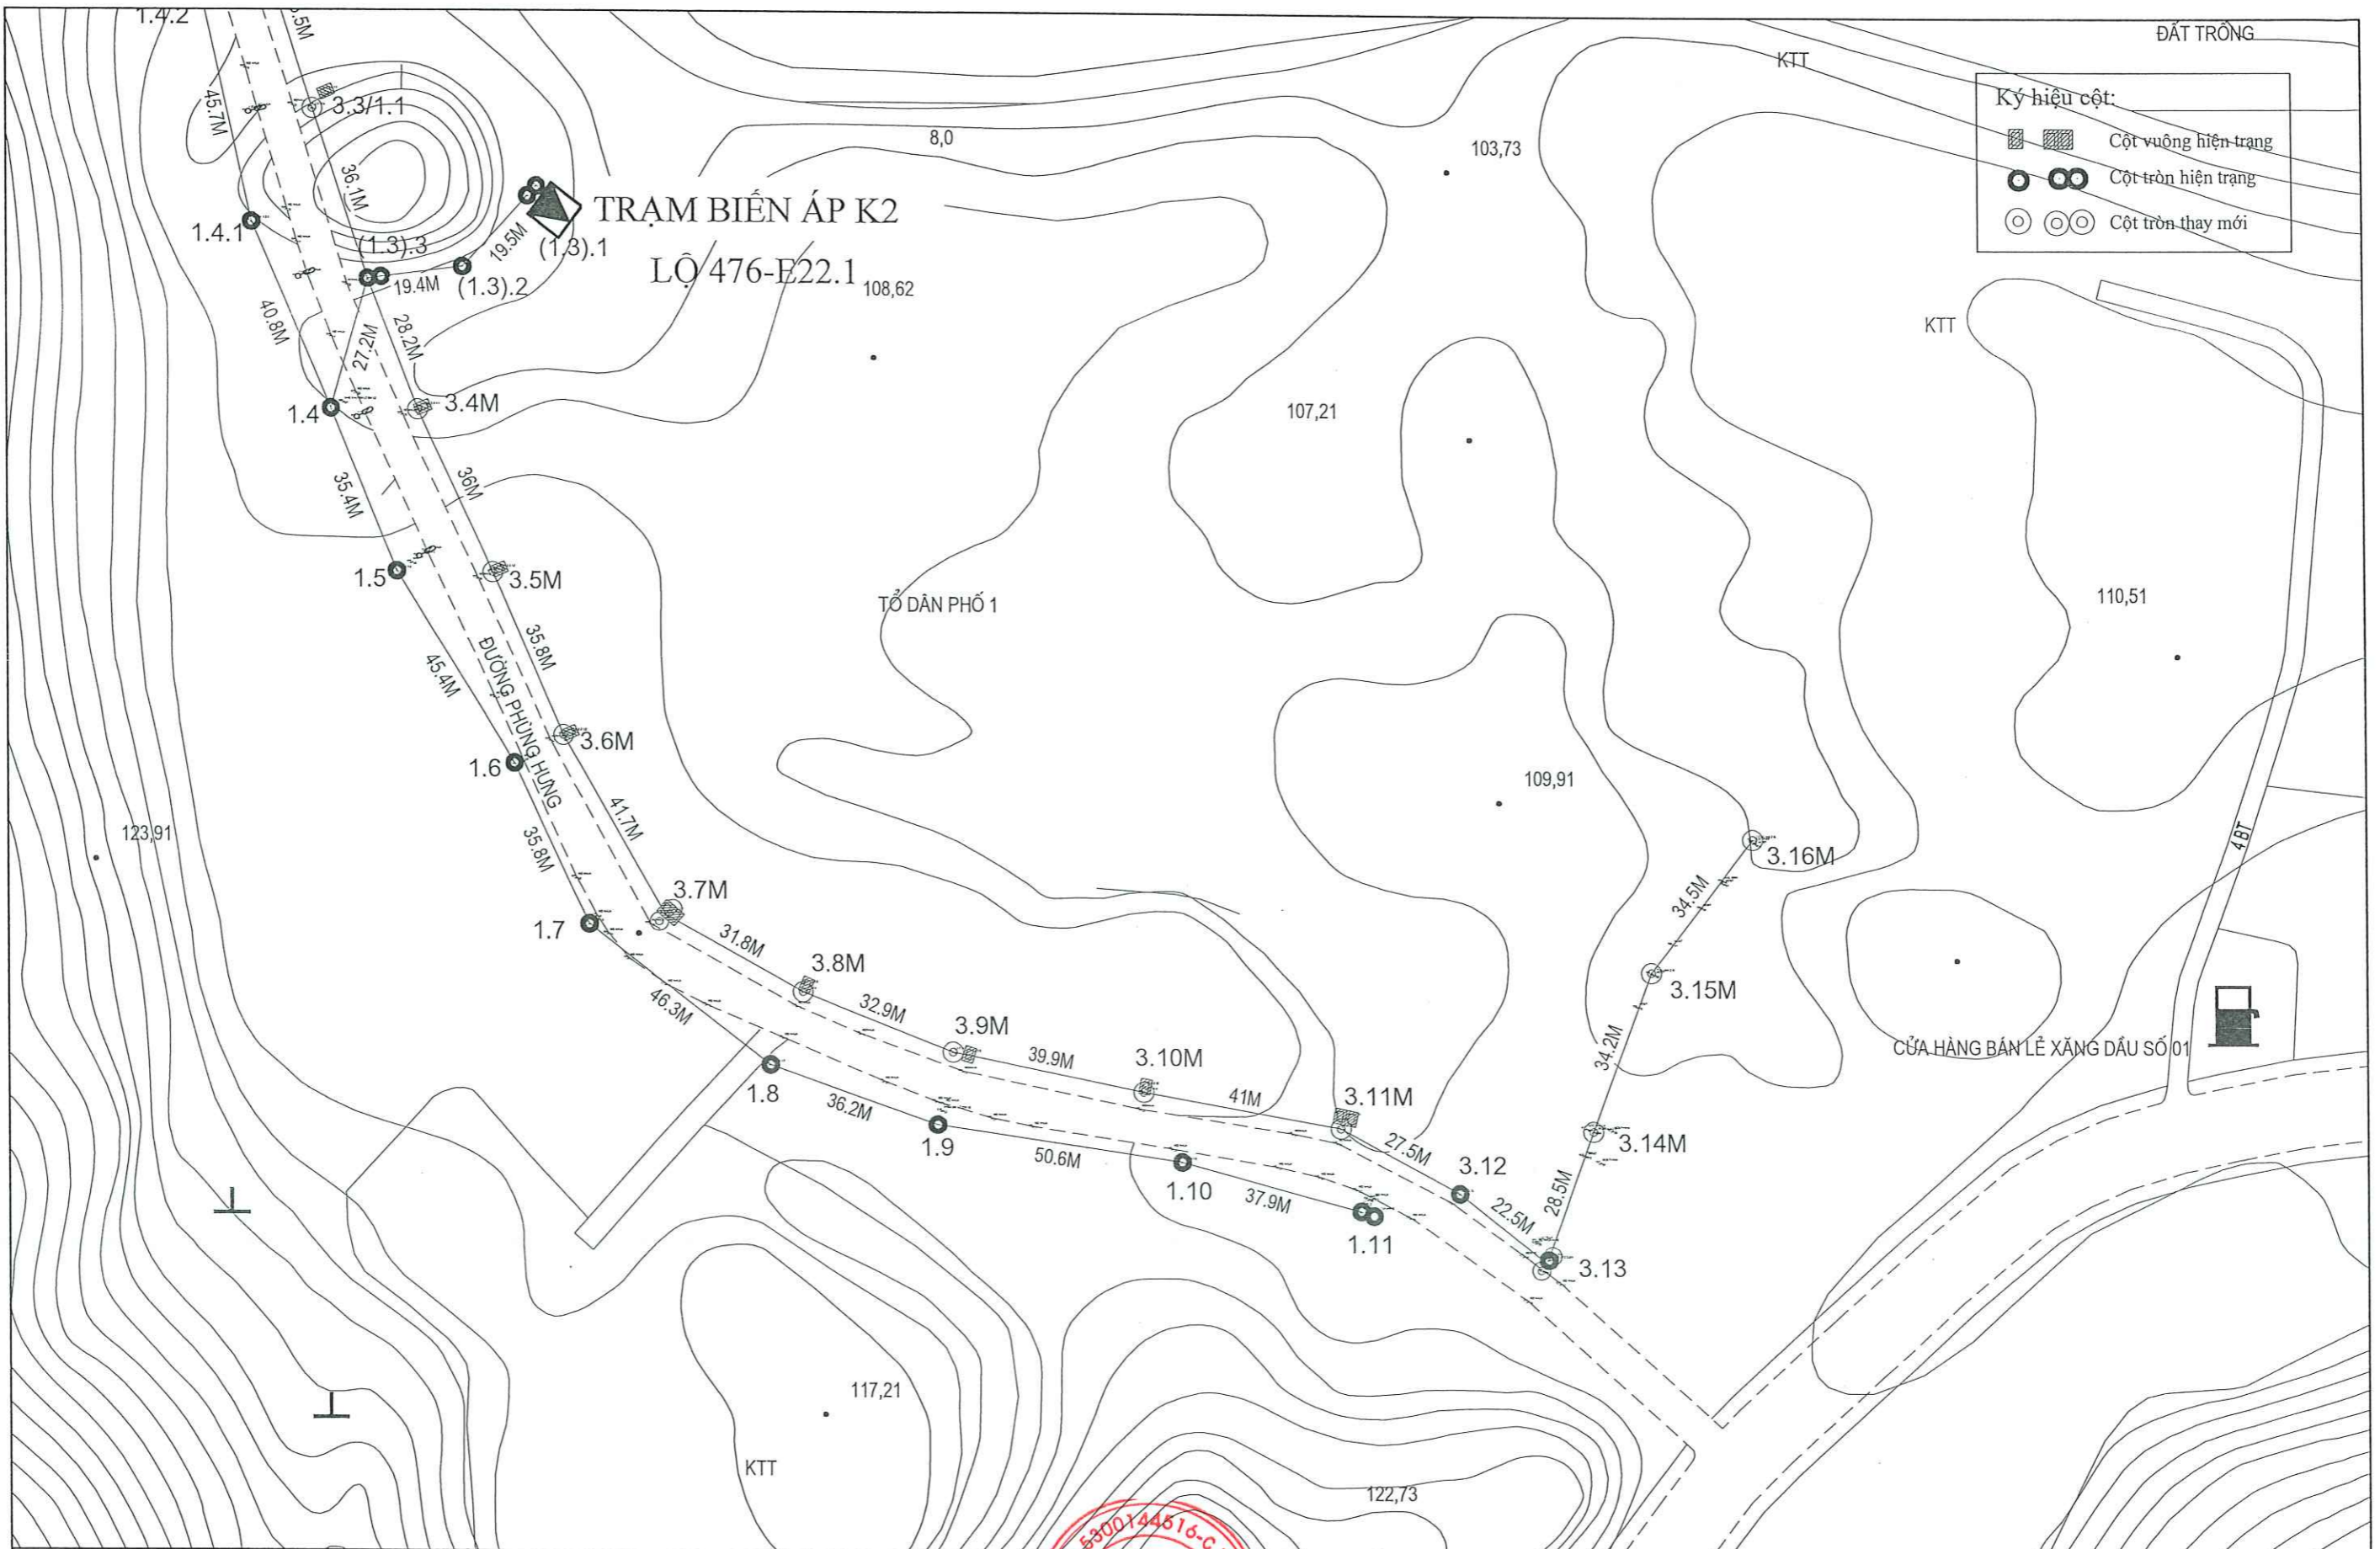 1.4.2
.5M
ĐẤT TRỐNG
KTT
Ký hiệu cột:
Cột vuông hiện trạng
Cột tròn hiện trạng
Cột tròn thay mới
45.7M
3.3/1.1
8,0
103,73
36.1M
TRẠM BIẾN ÁP K2
LỘ 476-E22.1
1.4.1
(1.3).3
19.5M
(1.3).1
19.4M
(1.3).2
108,62
40.8M
27.2M
28.2M
KTT
1.4
3.4M
107,21
35.4M
36M
1.5
3.5M
TỔ DÂN PHỐ 1
110,51
45.4M
ĐƯỜNG PHÙNG HƯNG
35.8M
3.6M
1.6
109,91
123,91
35.8M
41.7M
4BT
3.16M
3.7M
34.5M
1.7
31.8M
3.8M
3.15M
46.3M
32.9M
3.9M
39.9M
3.10M
34.2M
CỬA HÀNG BÁN LẺ XĂNG DẦU SỐ 01
1.8
36.2M
41M
3.11M
1.9
50.6M
27.5M
3.14M
3.12
1.10
37.9M
28.5M
22.5M
1.11
3.13
117,21
KTT
122,73
5300144516-C